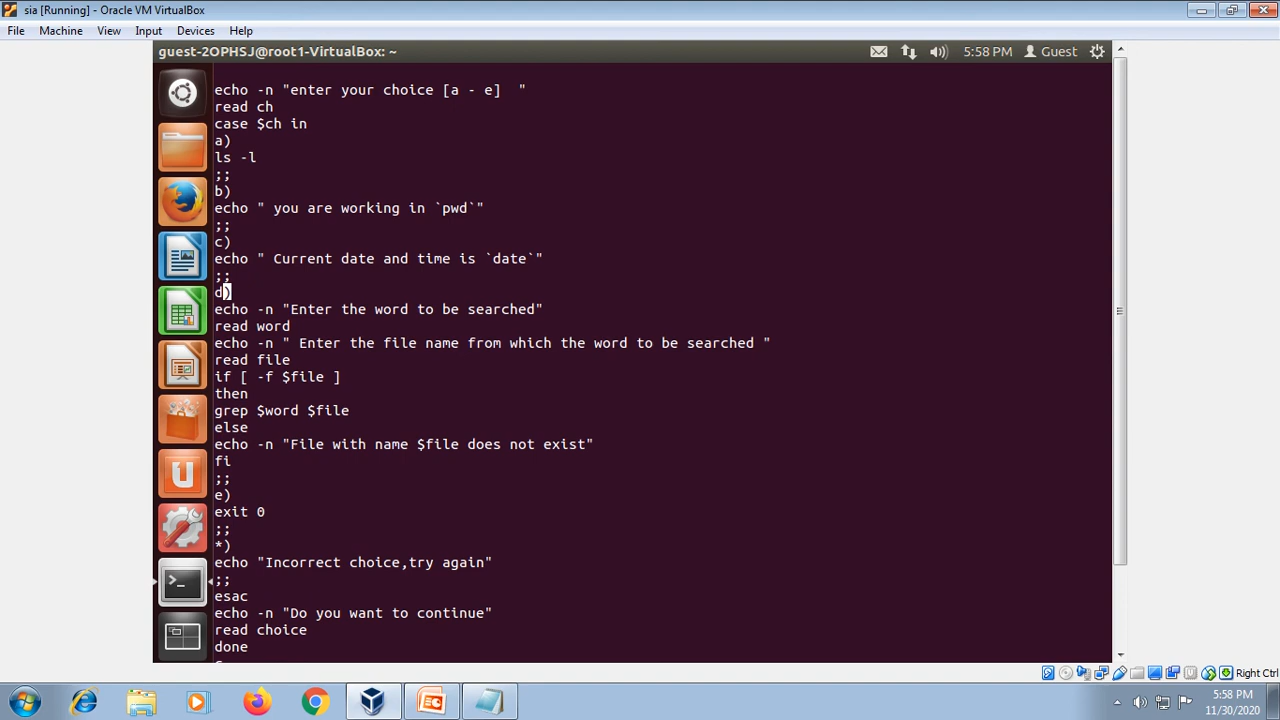 sia [Running] - Oracle VM VirtualBox
File Machine View Input Devices Help
guest-2OPHSJ@root1-VirtualBox: ~
5:58 PM Guest
echo -n "enter your choice [a - e]  "
read ch
case $ch in
a)
ls -l
;;
b)
echo " you are working in `pwd`"
;;
c)
echo " Current date and time is `date`"
;;
d)
echo -n "Enter the word to be searched"
read word
echo -n " Enter the file name from which the word to be searched "
read file
if [ -f $file ]
then
grep $word $file
else
echo -n "File with name $file does not exist"
fi
;;
e)
exit 0
;;
*)
echo "Incorrect choice,try again"
;;
esac
echo -n "Do you want to continue"
read choice
done
Right Ctrl
5:58 PM
11/30/2020